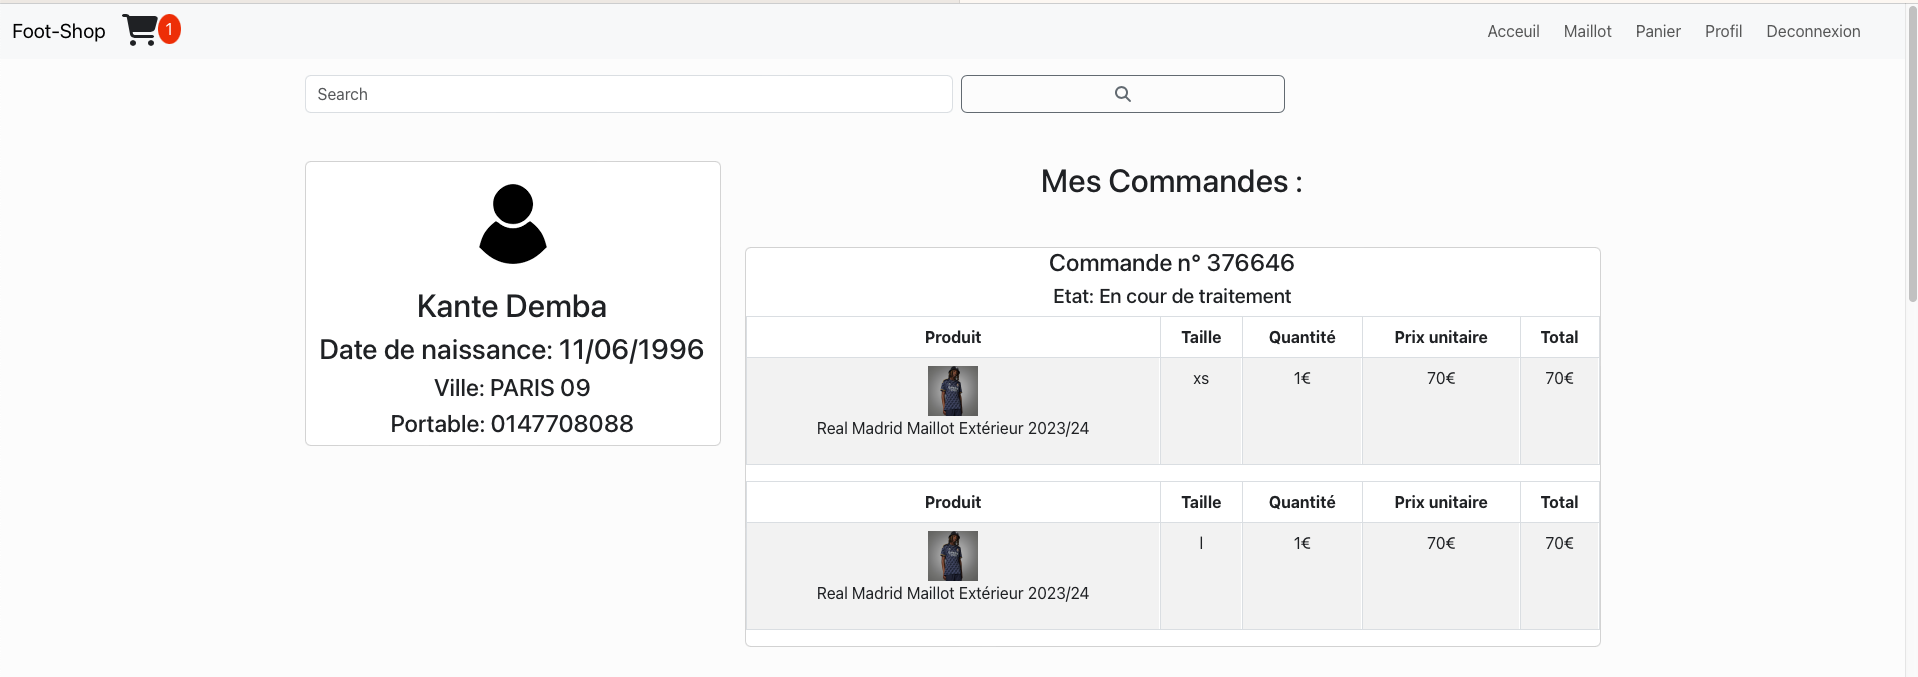 Foot-Shop 1 Acceuil Maillot Panier Profil Deconnexion
Search
Kante Demba
Date de naissance: 11/06/1996
Ville: PARIS 09
Portable: 0147708088
Mes Commandes :
Commande n° 376646
Etat: En cour de traitement
Produit Taille Quantité Prix unitaire Total
xs 1€ 70€ 70€
Real Madrid Maillot Extérieur 2023/24
Produit Taille Quantité Prix unitaire Total
l 1€ 70€ 70€
Real Madrid Maillot Extérieur 2023/24